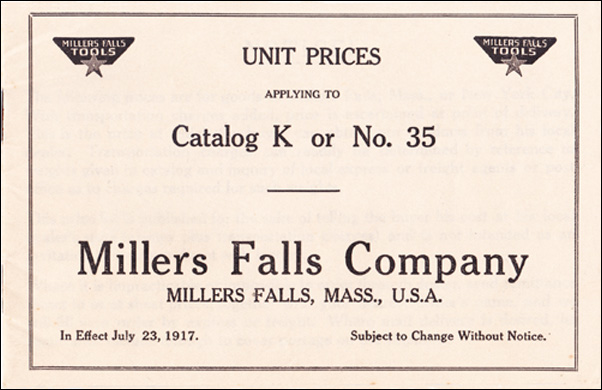 MILLERS FALLS
TOOLS
MILLERS FALLS
TOOLS
UNIT PRICES
APPLYING TO
Catalog K or No. 35
Millers Falls Company
MILLERS FALLS, MASS., U.S.A.
In Effect July 23, 1917.
Subject to Change Without Notice.